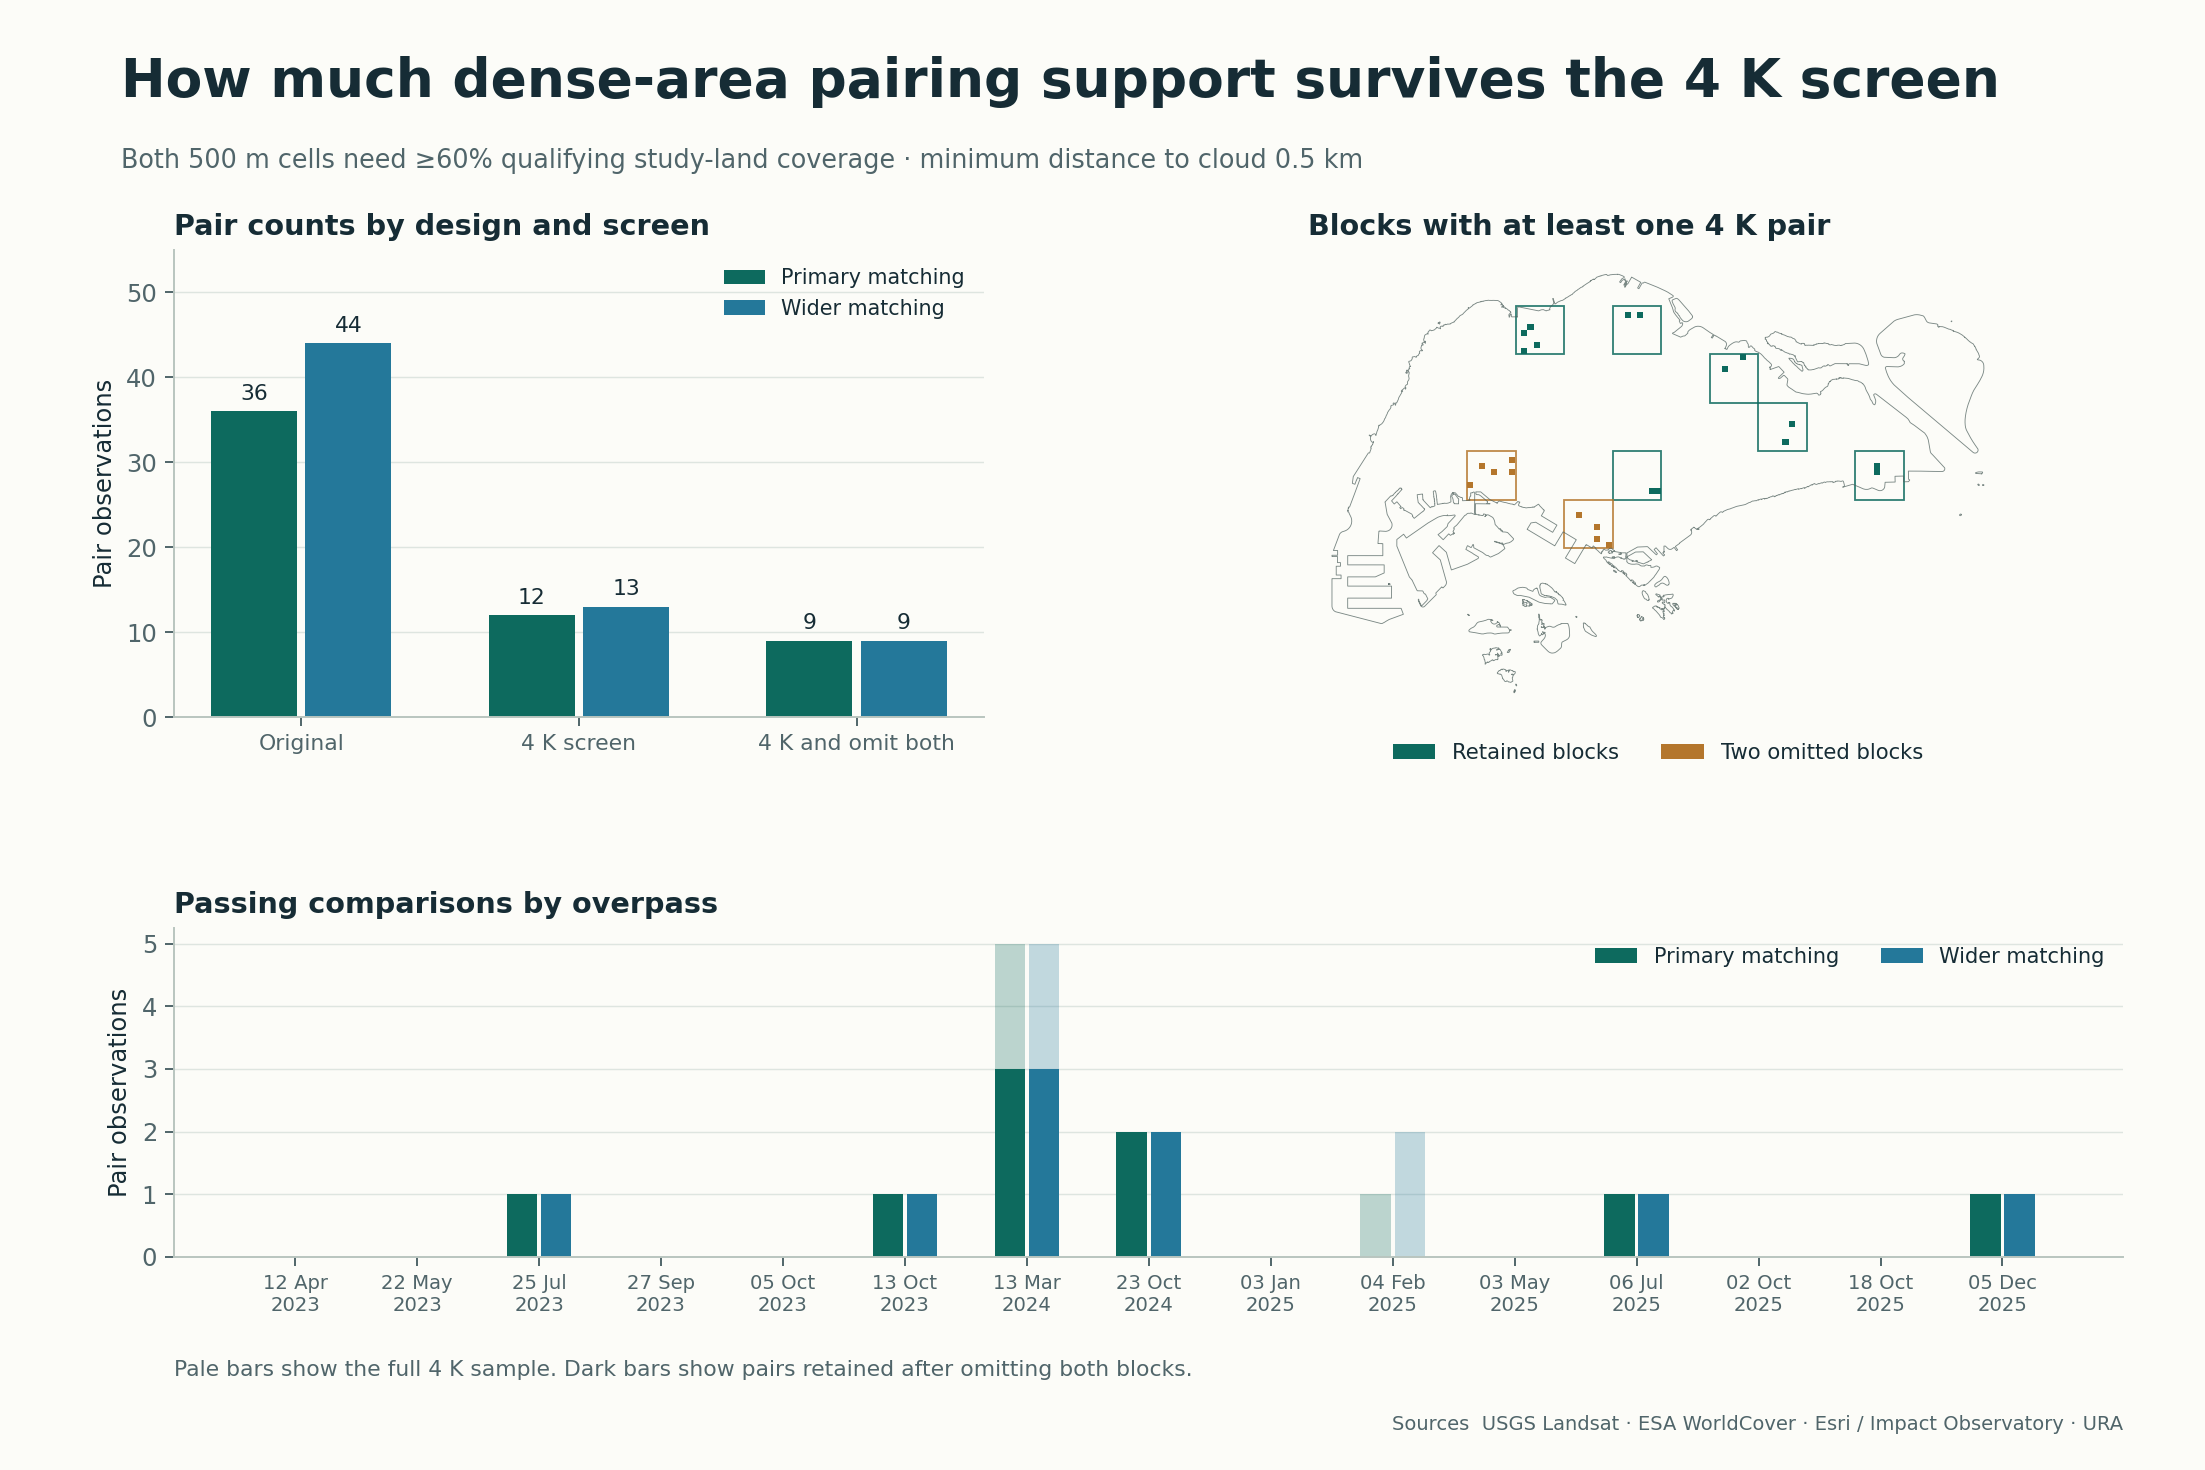 How much dense-area pairing support survives the 4 K screen
Both 500 m cells need ≥60% qualifying study-land coverage · minimum distance to cloud 0.5 km
Pair counts by design and screen
Primary matching
Wider matching
Pair observations
50
40
30
20
10
0
36
44
12
13
9
9
Original
4 K screen
4 K and omit both
Blocks with at least one 4 K pair
Retained blocks
Two omitted blocks
Passing comparisons by overpass
Primary matching
Wider matching
Pair observations
5
4
3
2
1
0
12 Apr
2023
22 May
2023
25 Jul
2023
27 Sep
2023
05 Oct
2023
13 Oct
2023
13 Mar
2024
23 Oct
2024
03 Jan
2025
04 Feb
2025
03 May
2025
06 Jul
2025
02 Oct
2025
18 Oct
2025
05 Dec
2025
Pale bars show the full 4 K sample. Dark bars show pairs retained after omitting both blocks.
Sources  USGS Landsat · ESA WorldCover · Esri / Impact Observatory · URA